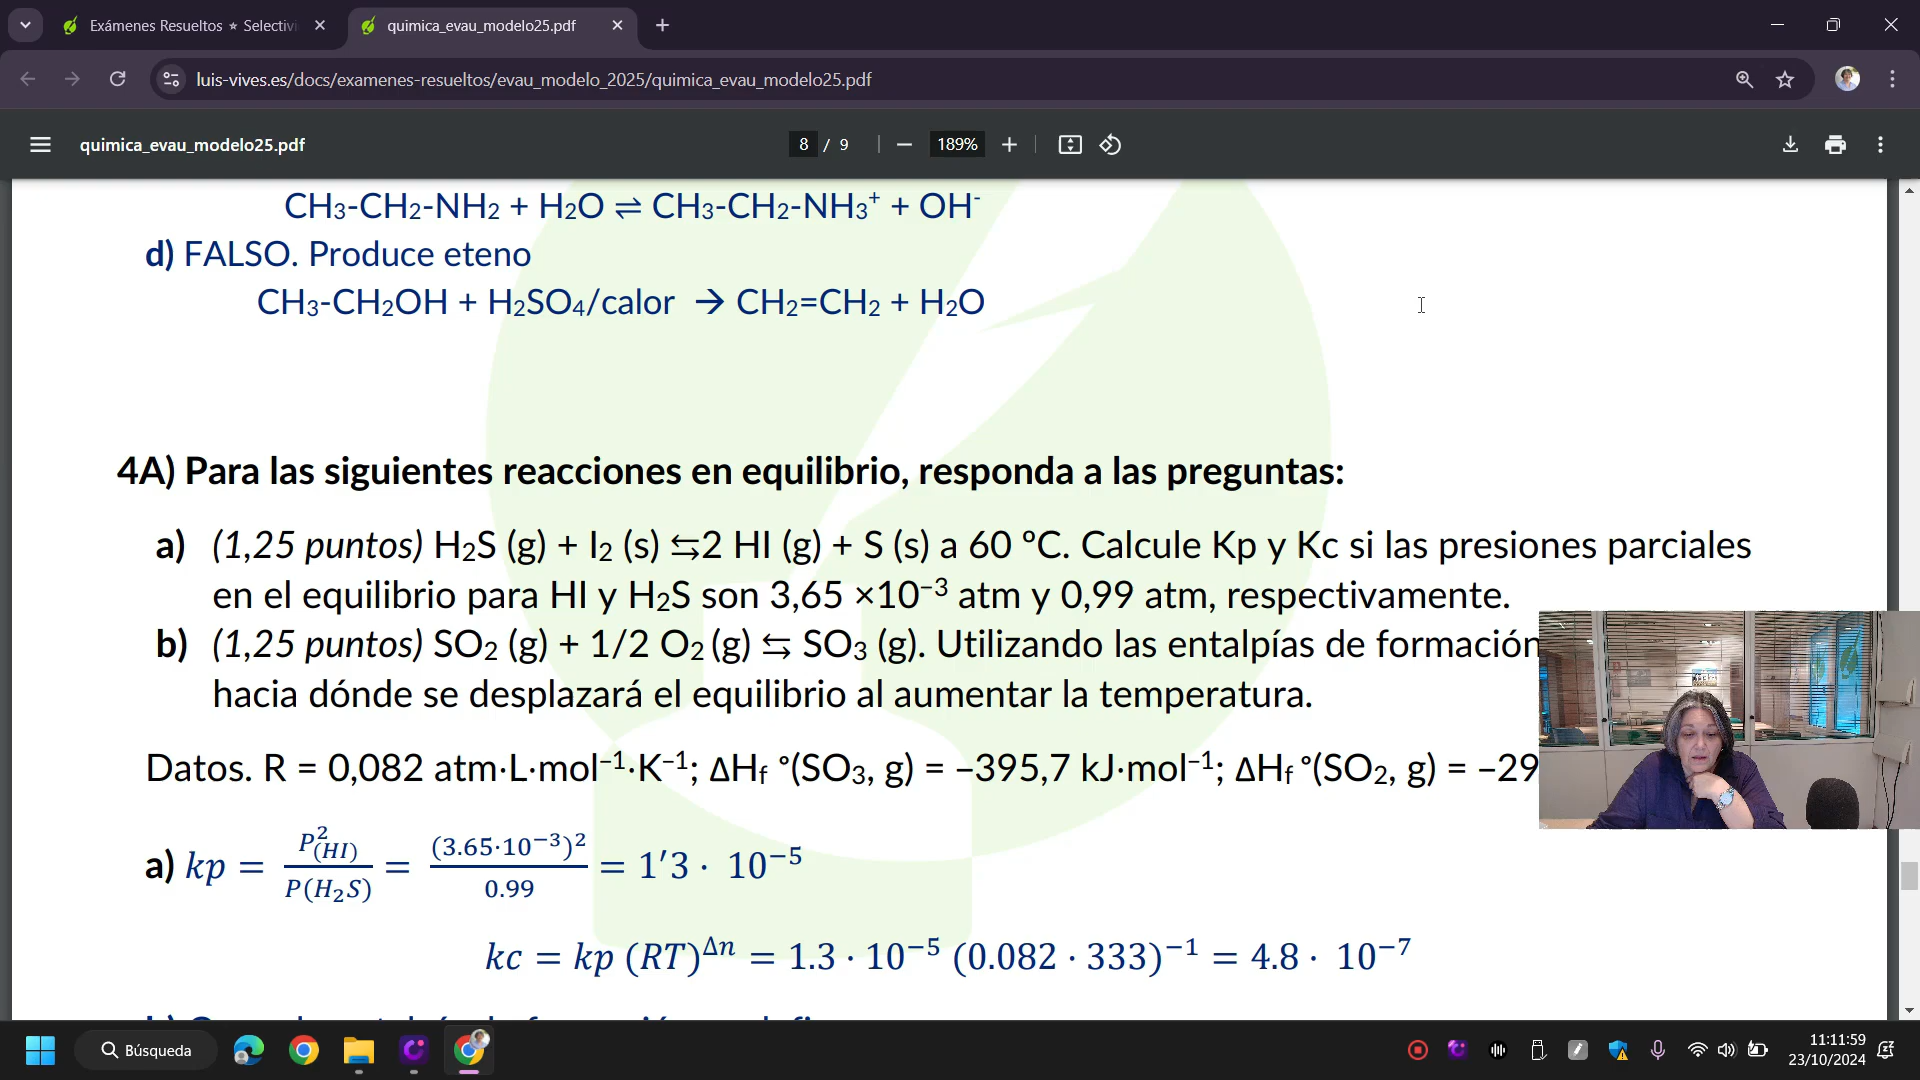 Exámenes Resueltos ⭑ Selectivi
quimica_evau_modelo25.pdf
luis-vives.es/docs/examenes-resueltos/evau_modelo_2025/quimica_evau_modelo25.pdf
quimica_evau_modelo25.pdf
8 / 9
189%
CH3-CH2-NH2 + H2O ⇌ CH3-CH2-NH3⁺ + OH⁻
d) FALSO. Produce eteno
CH3-CH2OH + H2SO4/calor → CH2=CH2 + H2O
4A) Para las siguientes reacciones en equilibrio, responda a las preguntas:
a) (1,25 puntos) H2S (g) + I2 (s) ⇆2 HI (g) + S (s) a 60 ºC. Calcule Kp y Kc si las presiones parciales
en el equilibrio para HI y H2S son 3,65 ×10⁻³ atm y 0,99 atm, respectivamente.
b) (1,25 puntos) SO2 (g) + 1/2 O2 (g) ⇆ SO3 (g). Utilizando las entalpías de formación
hacia dónde se desplazará el equilibrio al aumentar la temperatura.
Datos. R = 0,082 atm·L·mol⁻¹·K⁻¹; ΔHf º(SO3, g) = −395,7 kJ·mol⁻¹; ΔHf º(SO2, g) = −29
a) kp = P²(HI) / P(H₂S) = (3.65·10⁻³)² / 0.99 = 1′3 · 10⁻⁵
kc = kp (RT)^Δn = 1.3 · 10⁻⁵ (0.082 · 333)⁻¹ = 4.8 · 10⁻⁷
Búsqueda
11:11:59
23/10/2024